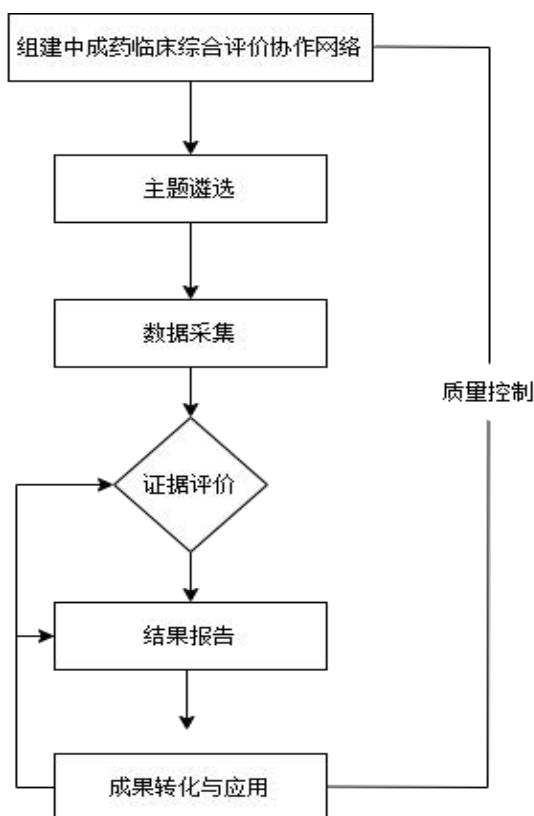 组建中成药临床综合评价协作网络
主题遴选
数据采集
质量控制
证据评价
结果报告
成果转化与应用